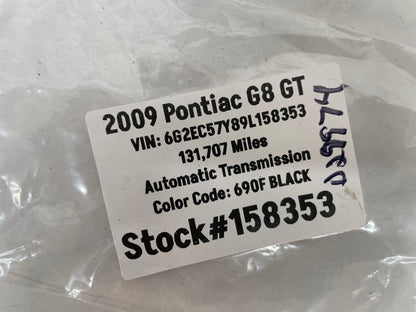 2009 Pontiac G8 GT
VIN: 6G2EC57Y89L158353
131,707 Miles
Automatic Transmission
Color Code: 690F BLACK
Stock#158353